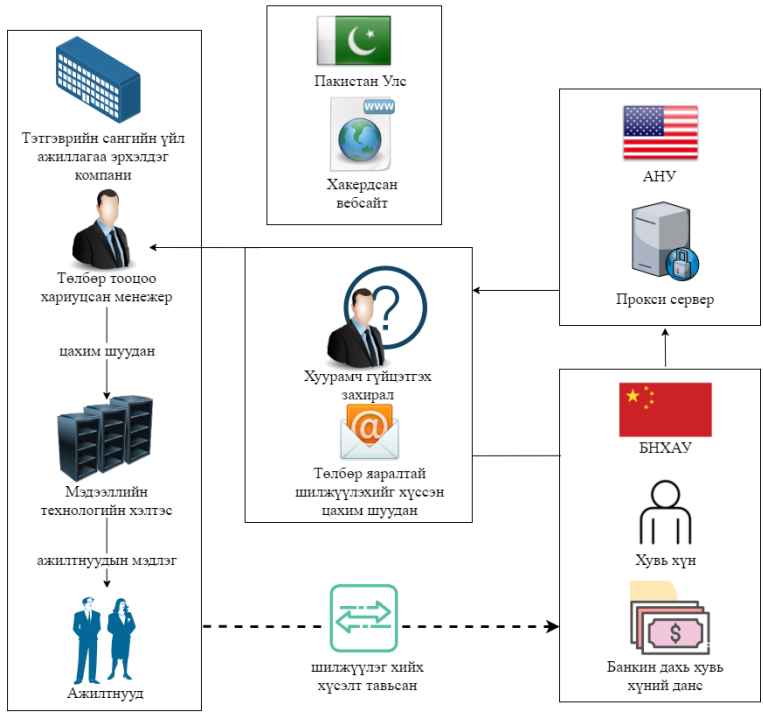 Тэтгэврийн сангийн үйл
ажиллагаа эрхэлдэг
компани
Төлбөр тооцоо
хариуцсан менежер
цахим шуудан
Мэдээллийн
технологийн хэлтэс
ажилтнуудын мэдлэг
Ажилтнууд
Пакистан Улс
www
Хакердсан
вебсайт
Хуурамч гүйцэтгэх
захирал
@
Төлбөр яаралтай
шилжүүлэхийг хүссэн
цахим шуудан
шилжүүлэг хийх
хүсэлт тавьсан
АНУ
Прокси сервер
БНХАУ
Хувь хүн
$
Банкин дахь хувь
хүний данс